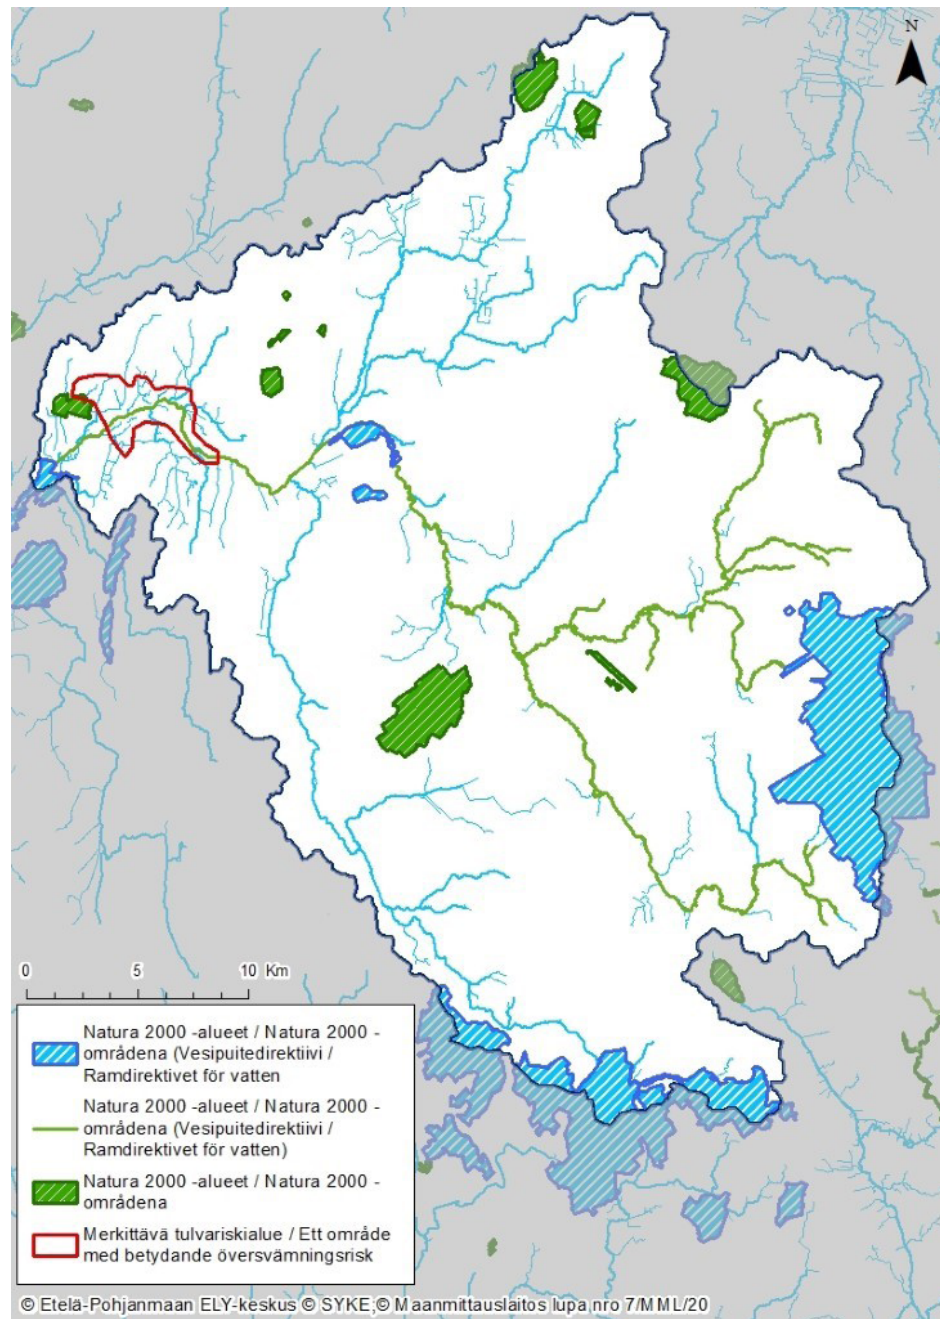 N
0 5 10 Km
Natura 2000 -alueet / Natura 2000 -
områdena (Vesipuitedirektiivi /
Ramdirektivet för vatten
Natura 2000 -alueet / Natura 2000 -
områdena (Vesipuitedirektiivi /
Ramdirektivet för vatten)
Natura 2000 -alueet / Natura 2000 -
områdena
Merkittävä tulvariskialue / Ett område
med betydande översvämningsrisk
© Etelä-Pohjanmaan ELY-keskus © SYKE;© Maanmittauslaitos lupa nro 7/MML/20